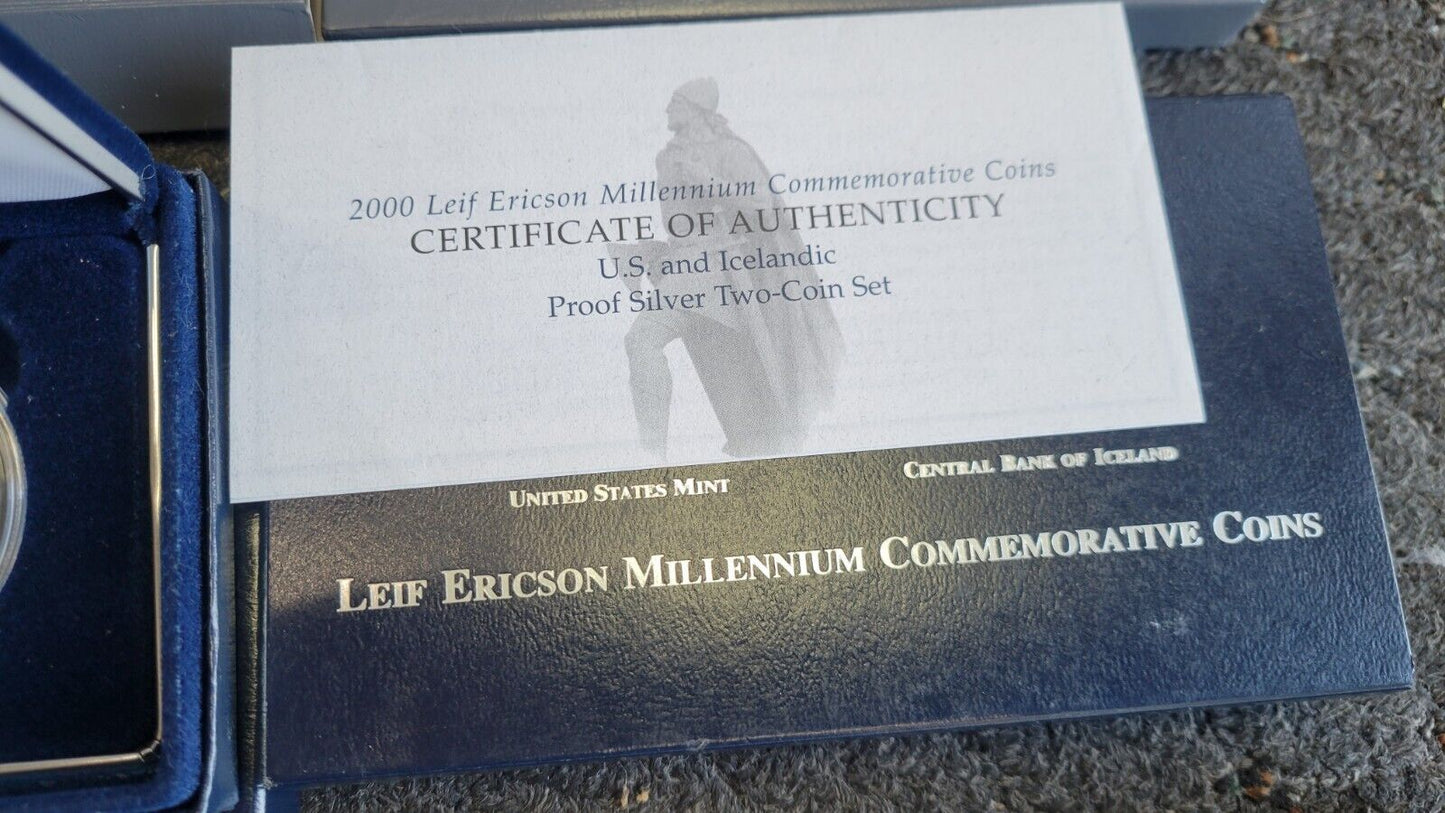 2000 Leif Ericson Millennium Commemorative Coins
CERTIFICATE OF AUTHENTICITY
U.S. and Icelandic
Proof Silver Two-Coin Set
UNITED STATES MINT
CENTRAL BANK OF ICELAND
LEIF ERICSON MILLENNIUM COMMEMORATIVE COINS